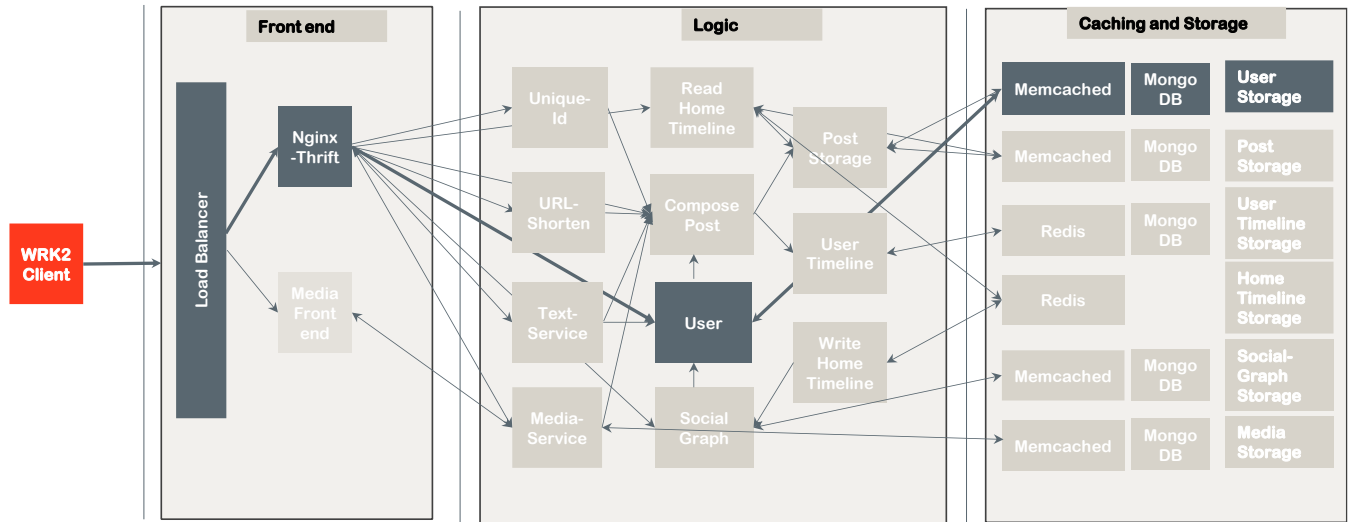 Front end
Logic
Caching and Storage
WRK2
Client
Load Balancer
Nginx
-Thrift
Media
Front
end
Unique-
Id
URL-
Shorten
Text-
Service
Media-
Service
Read
Home
Timeline
Compose
Post
User
Social
Graph
Post
Storage
User
Timeline
Write
Home
Timeline
Memcached
Mongo
DB
User
Storage
Memcached
Mongo
DB
Post
Storage
Redis
Mongo
DB
User
Timeline
Storage
Redis
Home
Timeline
Storage
Memcached
Mongo
DB
Social-
Graph
Storage
Memcached
Mongo
DB
Media
Storage